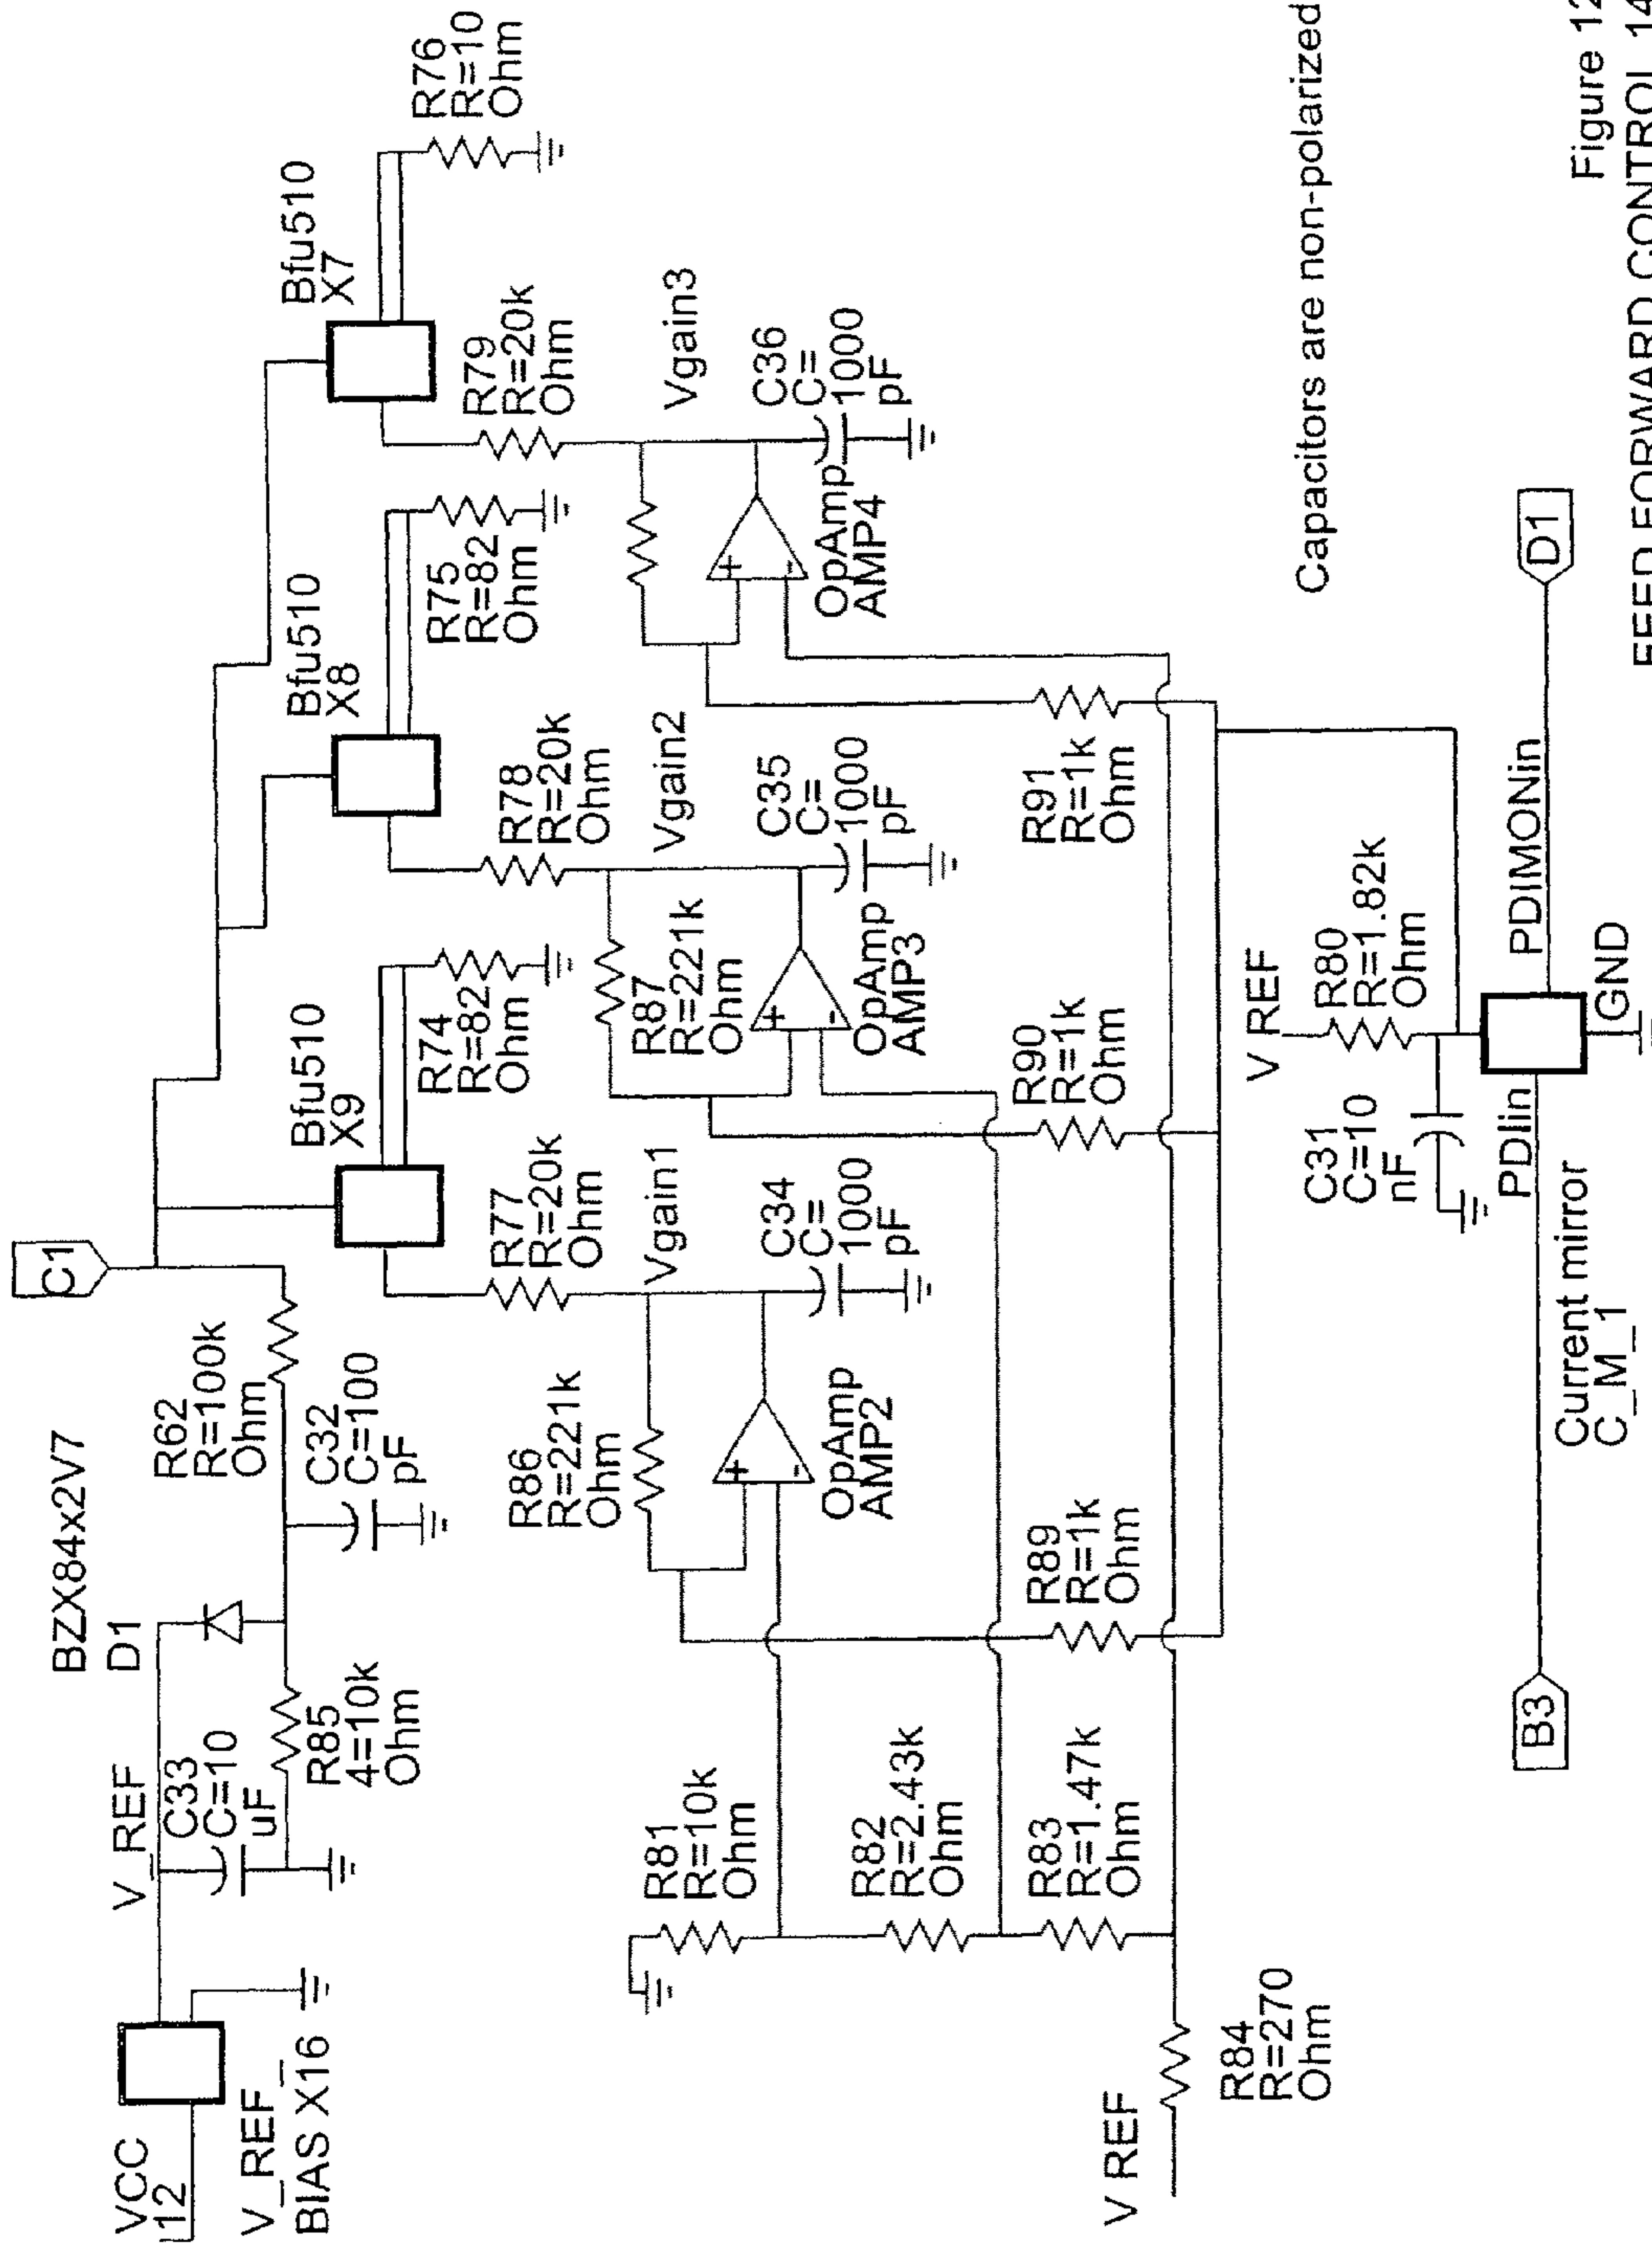 C1
BZX84x2V7
D1
VCC
12
V_REF_
BIAS X16
V_REF
C33
C=10
uF
R85
4=10k
Ohm
R62
R=100k
Ohm
C32
C=100
pF
Bfu510
X9
R74
R=82
Ohm
Bfu510
X8
R75
R=82
Ohm
Bfu510
X7
R76
R=10
Ohm
R77
R=20k
Ohm
R78
R=20k
Ohm
R79
R=20k
Ohm
Vgain1
Vgain2
Vgain3
R86
R=221k
Ohm
R87
R=221k
Ohm
+
-
OpAmp
AMP2
+
-
OpAmp
AMP3
+
-
OpAmp
AMP4
C34
C=
1000
pF
C35
C=
1000
pF
C36
C=
1000
pF
R81
R=10k
Ohm
R82
R=2.43k
Ohm
R83
R=1.47k
Ohm
R89
R=1k
Ohm
R90
R=1k
Ohm
R91
R=1k
Ohm
V REF
R84
R=270
Ohm
V REF
R80
R=1.82k
Ohm
C31
C=10
nF
PDIin
PDIMONin
GND
B3
D1
Current mirror
C_M_1
Capacitors are non-polarized
Figure 12
FEED FORWARD CONTROL 14